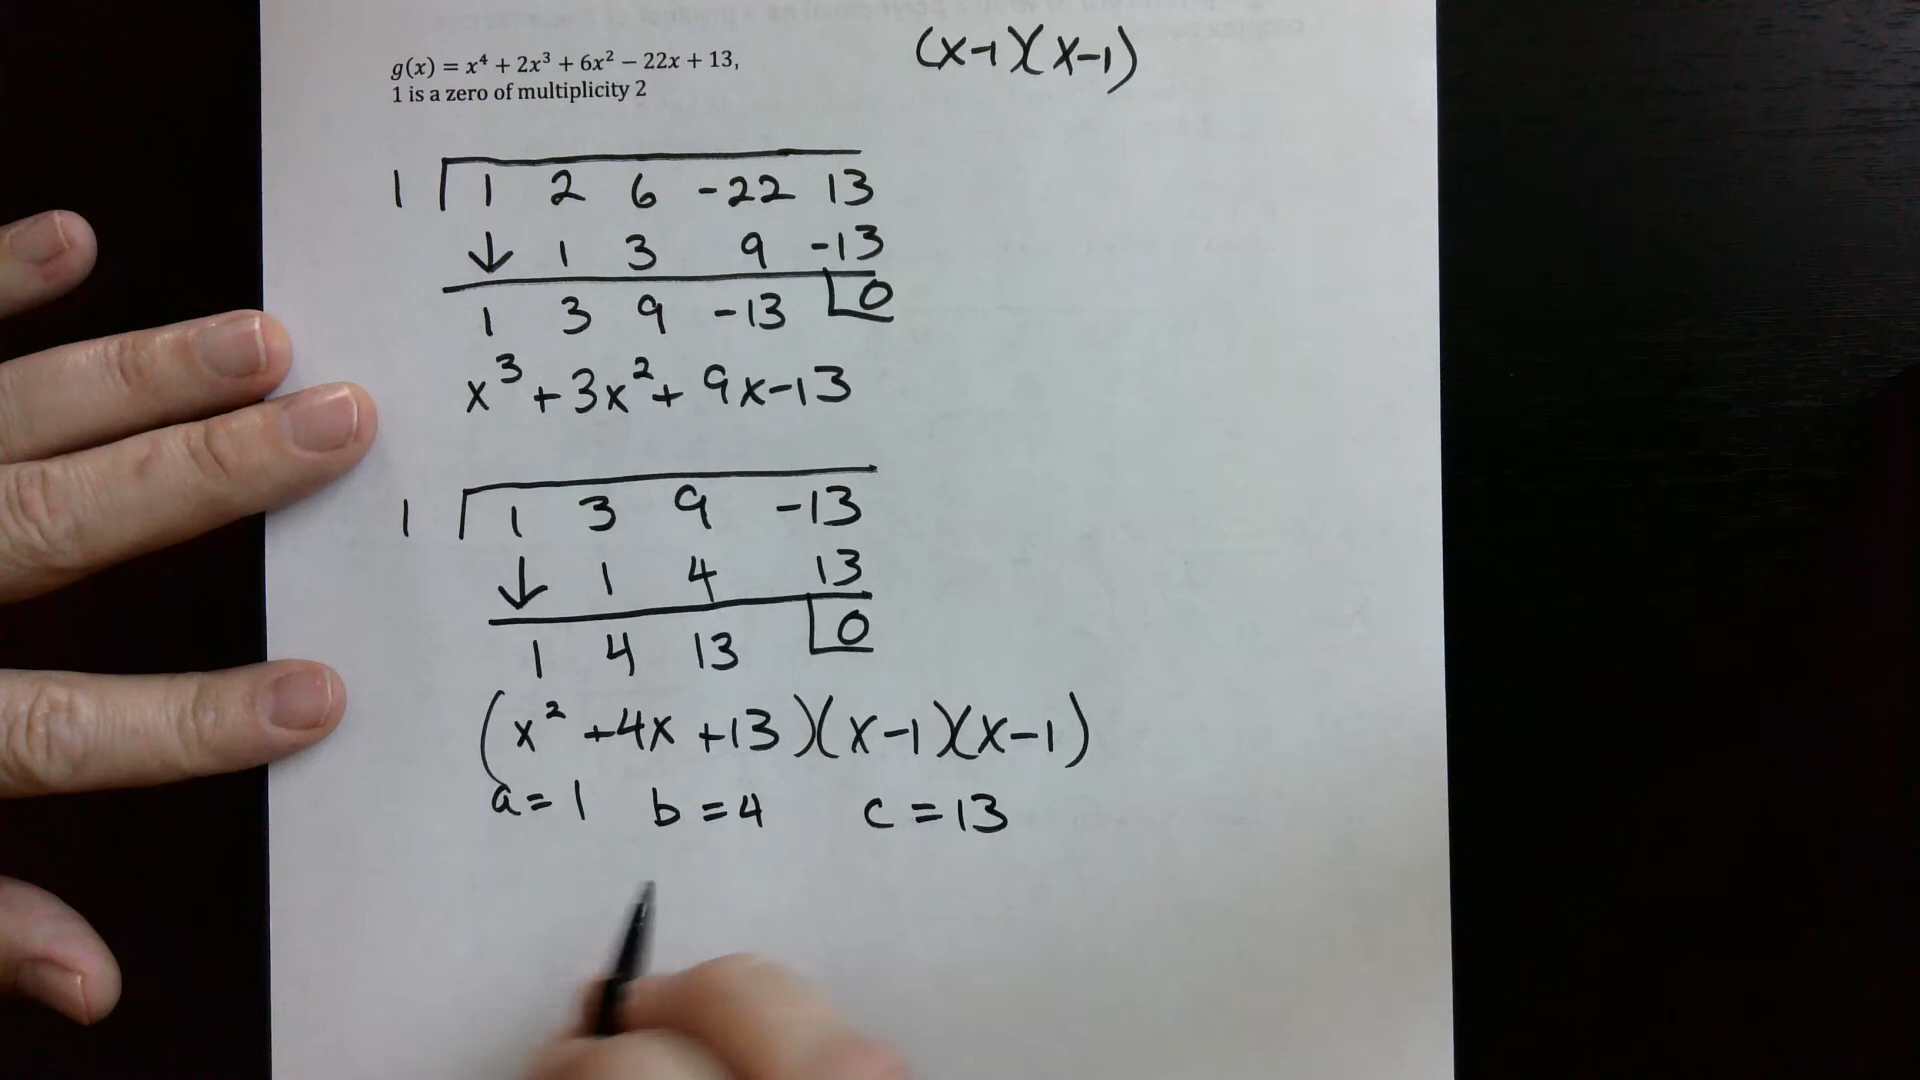 g(x) = x⁴ + 2x³ + 6x² − 22x + 13,
1 is a zero of multiplicity 2
(x-1)(x-1)
1 1 2 6 -22 13
↓ 1 3 9 -13
1 3 9 -13 0
x³ + 3x² + 9x-13
1 1 3 9 -13
↓ 1 4 13
1 4 13 0
(x² +4x +13)(x-1)(x-1)
a=1 b=4 c=13